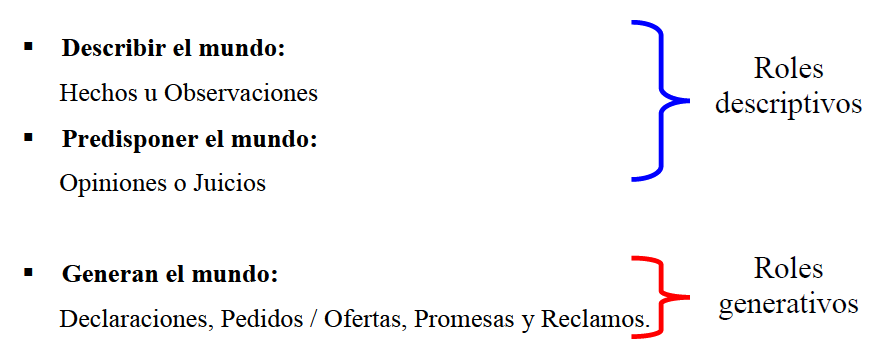 ▪ Describir el mundo:
Hechos u Observaciones
▪ Predisponer el mundo:
Opiniones o Juicios
Roles
descriptivos
▪ Generan el mundo:
Declaraciones, Pedidos / Ofertas, Promesas y Reclamos.
Roles
generativos